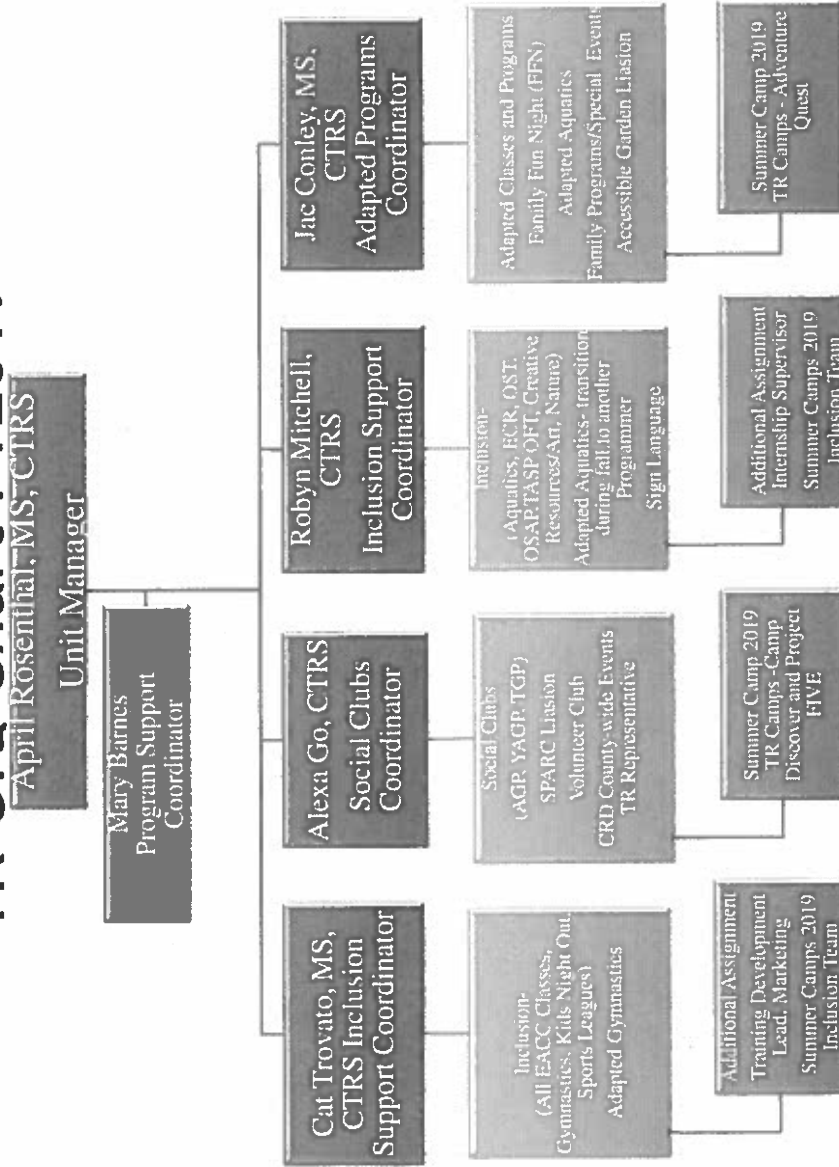 April Rosenthal, MS, CTRS
Unit Manager
Mary Barnes
Program Support
Coordinator
Cat Trovato, MS,
CTRS Inclusion
Support Coordinator
Alexa Go, CTRS
Social Clubs
Coordinator
Robyn Mitchell,
CTRS
Inclusion Support
Coordinator
Jac Conley, MS,
CTRS
Adapted Programs
Coordinator
Inclusion-
(All EACC Classes,
Gymnastics, Kids Night Out,
Sports Leagues)
Adapted Gymnastics
Social Clubs
(AGP, YAGP, TGP)
SPARC Liasion
Volunteer Club
CRD County-wide Events
TR Representative
Inclusion-
(Aquatics, ECR, OST,
OSAP, TASP, OFT, Creative
Resources/Art, Nature)
Adapted Aquatics- transition
during fall to another
Programmer
Sign Language
Adapted Classes and Programs
Family Fun Night (FFN)
Adapted Aquatics
Family Programs/Special Events
Accessible Garden Liasion
Additional Assignment
Training Development
Lead, Marketing
Summer Camps 2019
Inclusion Team
Summer Camp 2019
TR Camps -Camp
Discover and Project
FIVE
Additional Assignment
Internship Supervisor
Summer Camps 2019
Inclusion Team
Summer Camp 2019
TR Camps - Adventure
Quest